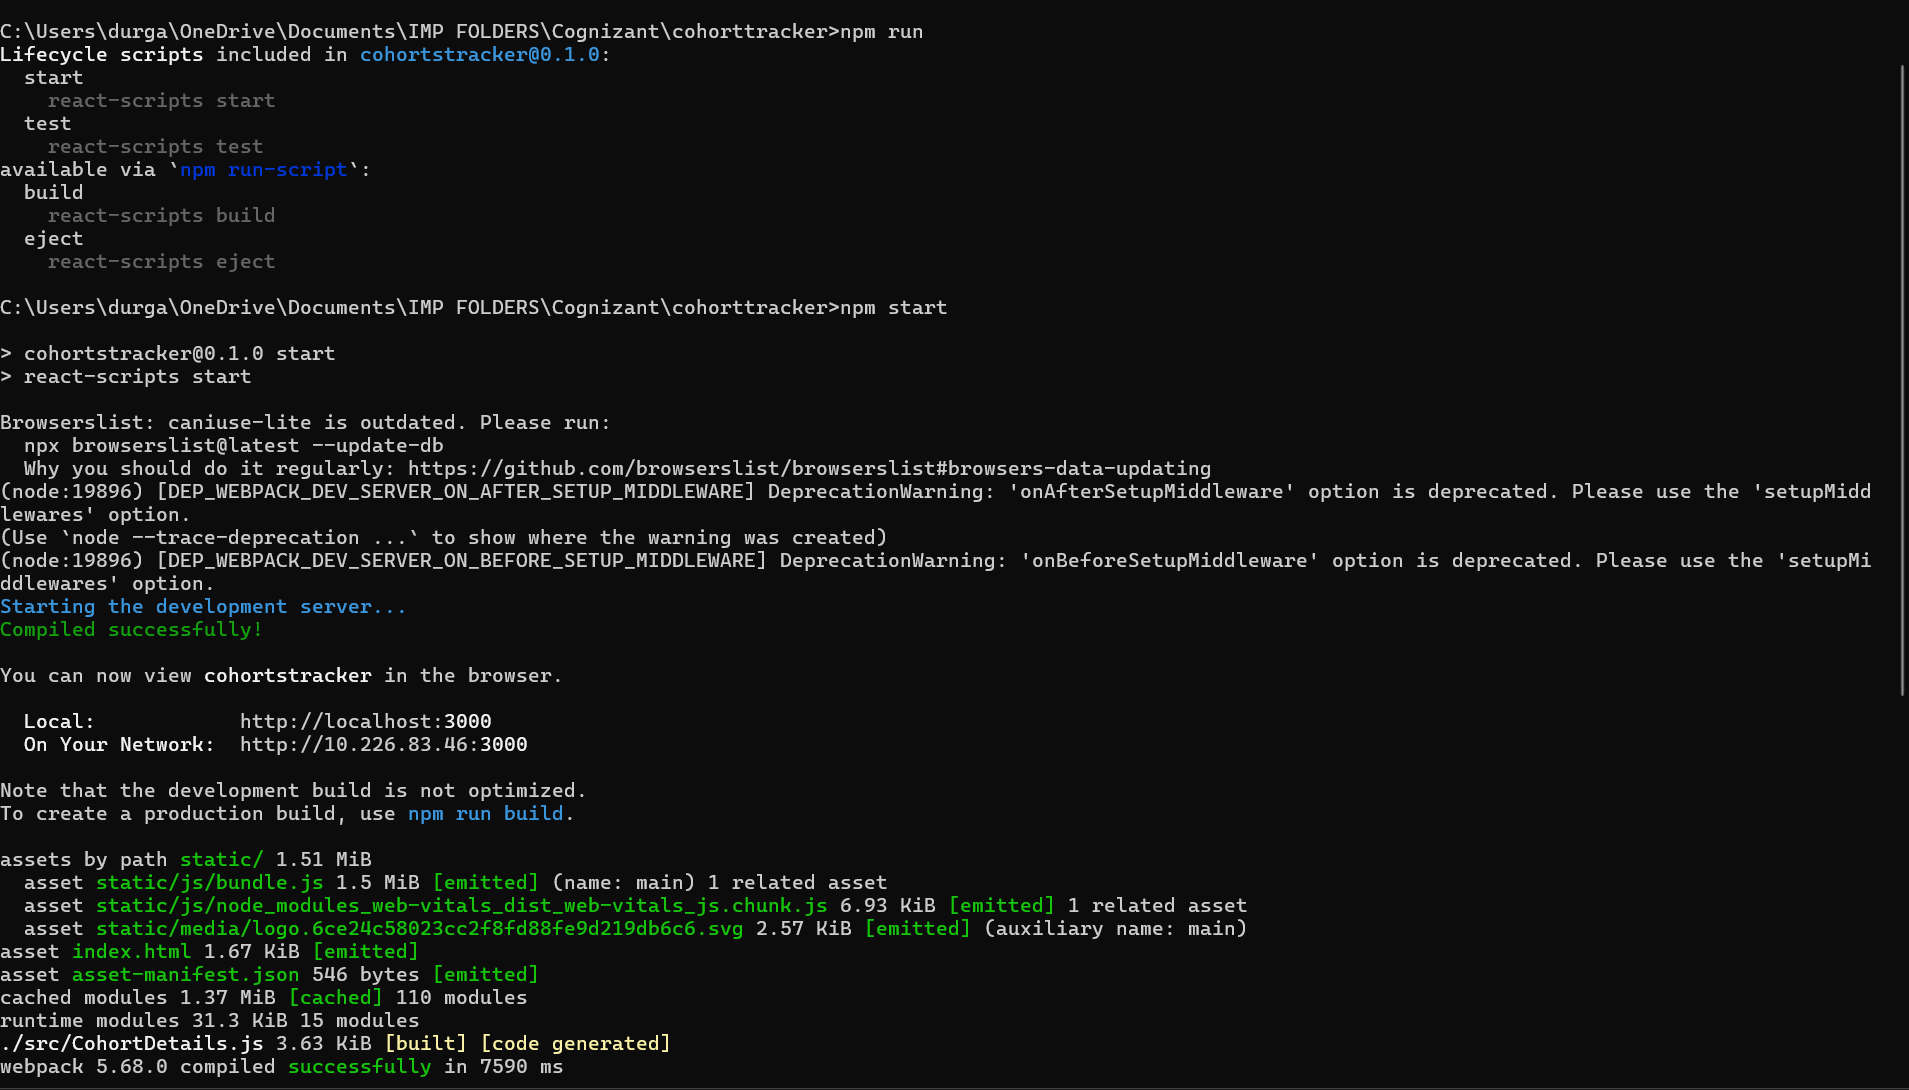 C:\Users\durga\OneDrive\Documents\IMP FOLDERS\Cognizant\cohorttracker>npm run
Lifecycle scripts included in cohortstracker@0.1.0:
  start
    react-scripts start
  test
    react-scripts test
available via `npm run-script`:
  build
    react-scripts build
  eject
    react-scripts eject

C:\Users\durga\OneDrive\Documents\IMP FOLDERS\Cognizant\cohorttracker>npm start

> cohortstracker@0.1.0 start
> react-scripts start

Browserslist: caniuse-lite is outdated. Please run:
  npx browserslist@latest --update-db
  Why you should do it regularly: https://github.com/browserslist/browserslist#browsers-data-updating
(node:19896) [DEP_WEBPACK_DEV_SERVER_ON_AFTER_SETUP_MIDDLEWARE] DeprecationWarning: 'onAfterSetupMiddleware' option is deprecated. Please use the 'setupMidd
lewares' option.
(Use `node --trace-deprecation ...` to show where the warning was created)
(node:19896) [DEP_WEBPACK_DEV_SERVER_ON_BEFORE_SETUP_MIDDLEWARE] DeprecationWarning: 'onBeforeSetupMiddleware' option is deprecated. Please use the 'setupMi
ddlewares' option.
Starting the development server...
Compiled successfully!

You can now view cohortstracker in the browser.

  Local:            http://localhost:3000
  On Your Network:  http://10.226.83.46:3000

Note that the development build is not optimized.
To create a production build, use npm run build.

assets by path static/ 1.51 MiB
  asset static/js/bundle.js 1.5 MiB [emitted] (name: main) 1 related asset
  asset static/js/node_modules_web-vitals_dist_web-vitals_js.chunk.js 6.93 KiB [emitted] 1 related asset
  asset static/media/logo.6ce24c58023cc2f8fd88fe9d219db6c6.svg 2.57 KiB [emitted] (auxiliary name: main)
asset index.html 1.67 KiB [emitted]
asset asset-manifest.json 546 bytes [emitted]
cached modules 1.37 MiB [cached] 110 modules
runtime modules 31.3 KiB 15 modules
./src/CohortDetails.js 3.63 KiB [built] [code generated]
webpack 5.68.0 compiled successfully in 7590 ms